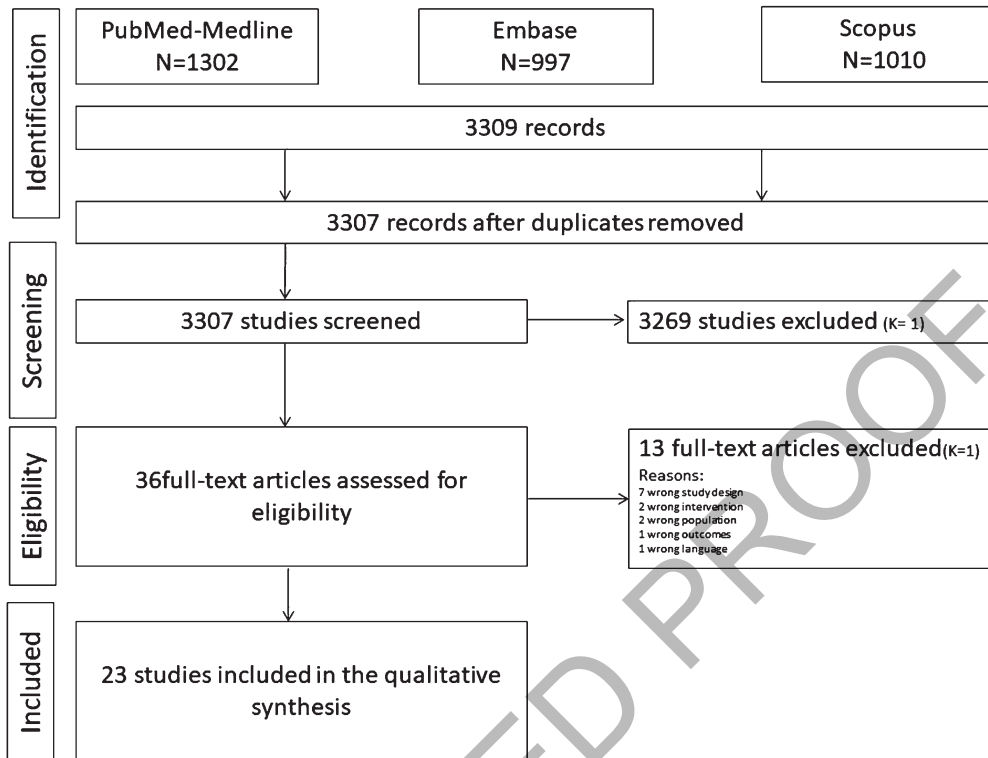 PubMed-Medline
N=1302
Embase
N=997
Scopus
N=1010
Identification
3309 records
3307 records after duplicates removed
Screening
3307 studies screened
3269 studies excluded (K= 1)
Eligibility
36full-text articles assessed for
eligibility
13 full-text articles excluded(K=1)
Reasons:
7 wrong study design
2 wrong intervention
2 wrong population
1 wrong outcomes
1 wrong language
Included
23 studies included in the qualitative
synthesis
ED PROOF